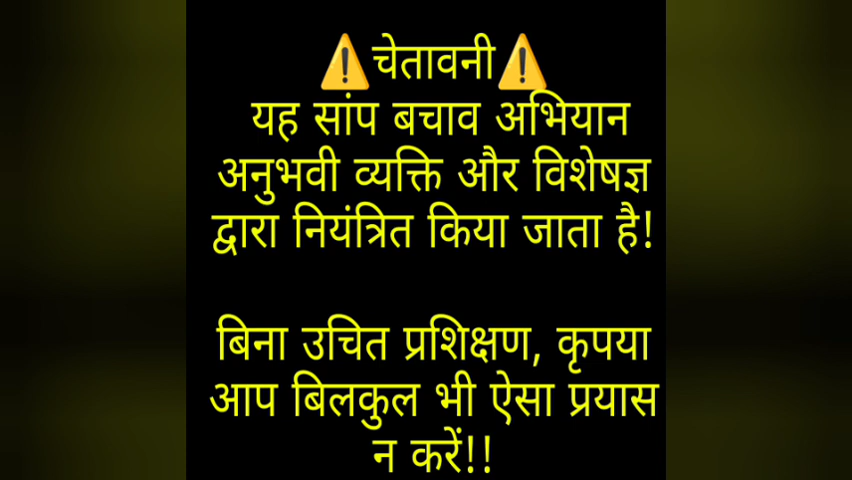 ⚠️चेतावनी⚠️
यह सांप बचाव अभियान
अनुभवी व्यक्ति और विशेषज्ञ
द्वारा नियंत्रित किया जाता है!
बिना उचित प्रशिक्षण, कृपया
आप बिलकुल भी ऐसा प्रयास
न करें!!